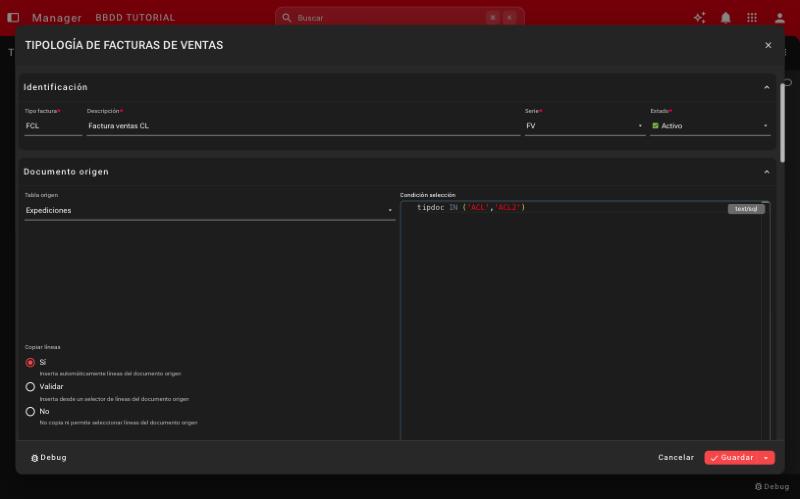 Manager BBDD TUTORIAL Buscar ⌘ K
TIPOLOGÍA DE FACTURAS DE VENTAS
Identificación
Tipo factura* Descripción* Serie* Estado*
FCL Factura ventas CL FV Activo
Documento origen
Tabla origen Condición selección
Expediciones tipdoc IN ('ACL','ACL2') text/sql
Copiar líneas
Sí
Inserta automáticamente líneas del documento origen
Validar
Inserta desde un selector de líneas del documento origen
No
No copia ni permite seleccionar líneas del documento origen
Debug Cancelar Guardar
Debug